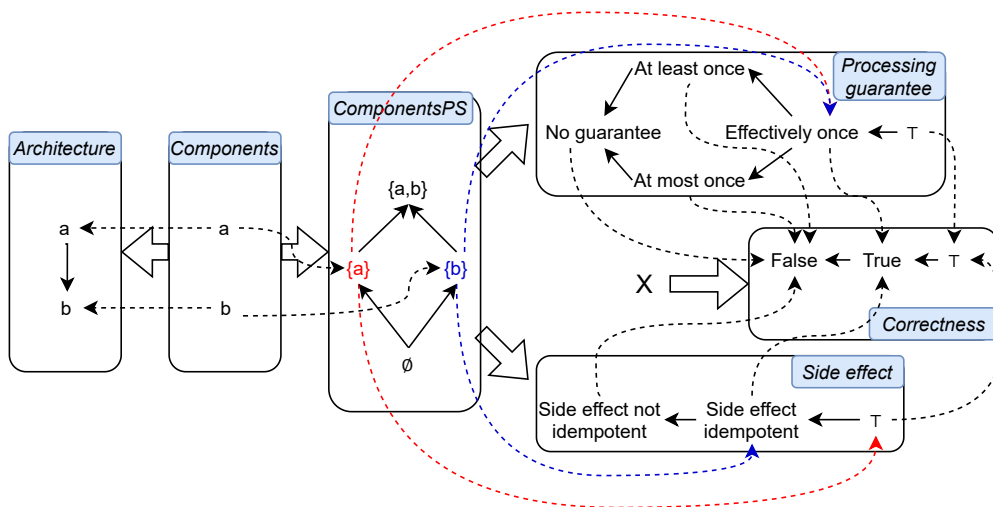 Architecture
a
b
Components
a
b
ComponentsPS
{a,b}
{a}
{b}
∅
Processing
guarantee
At least once
No guarantee
Effectively once
⊤
At most once
X
False
True
⊤
Correctness
Side effect
Side effect not
idempotent
Side effect
idempotent
⊤